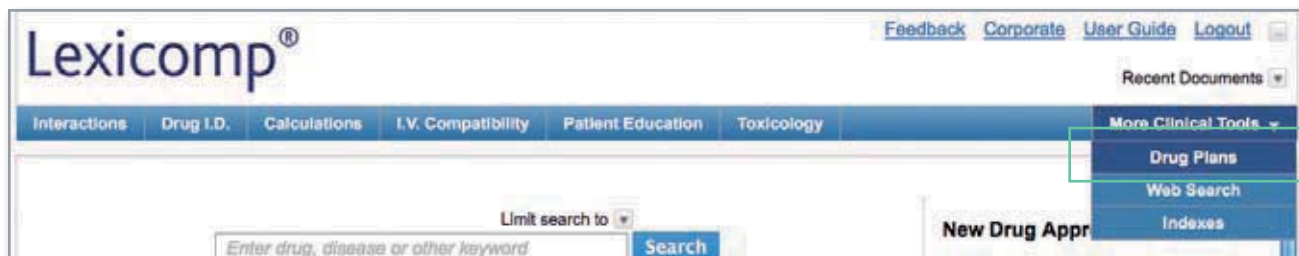 Lexicomp®
Feedback Corporate User Guide Logout
Recent Documents
Interactions Drug I.D. Calculations I.V. Compatibility Patient Education Toxicology More Clinical Tools
Drug Plans
Web Search
Indexes
Limit search to
Enter drug, disease or other keyword Search
New Drug Appr